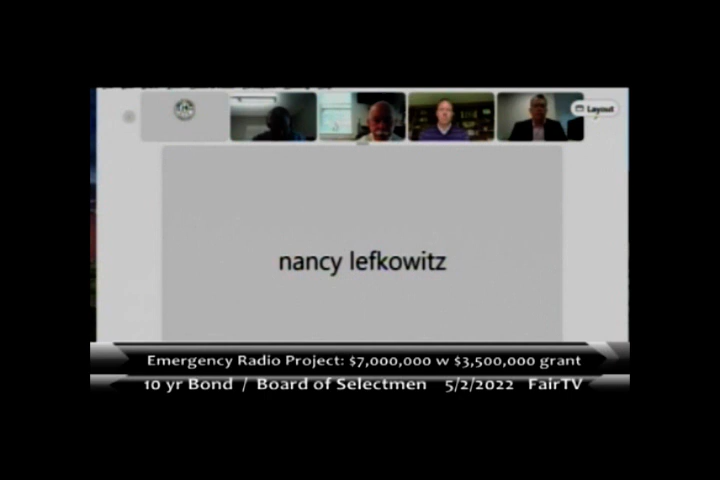 Layout
nancy lefkowitz
Emergency Radio Project: $7,000,000 w $3,500,000 grant
10 yr Bond / Board of Selectmen 5/2/2022 FairTV